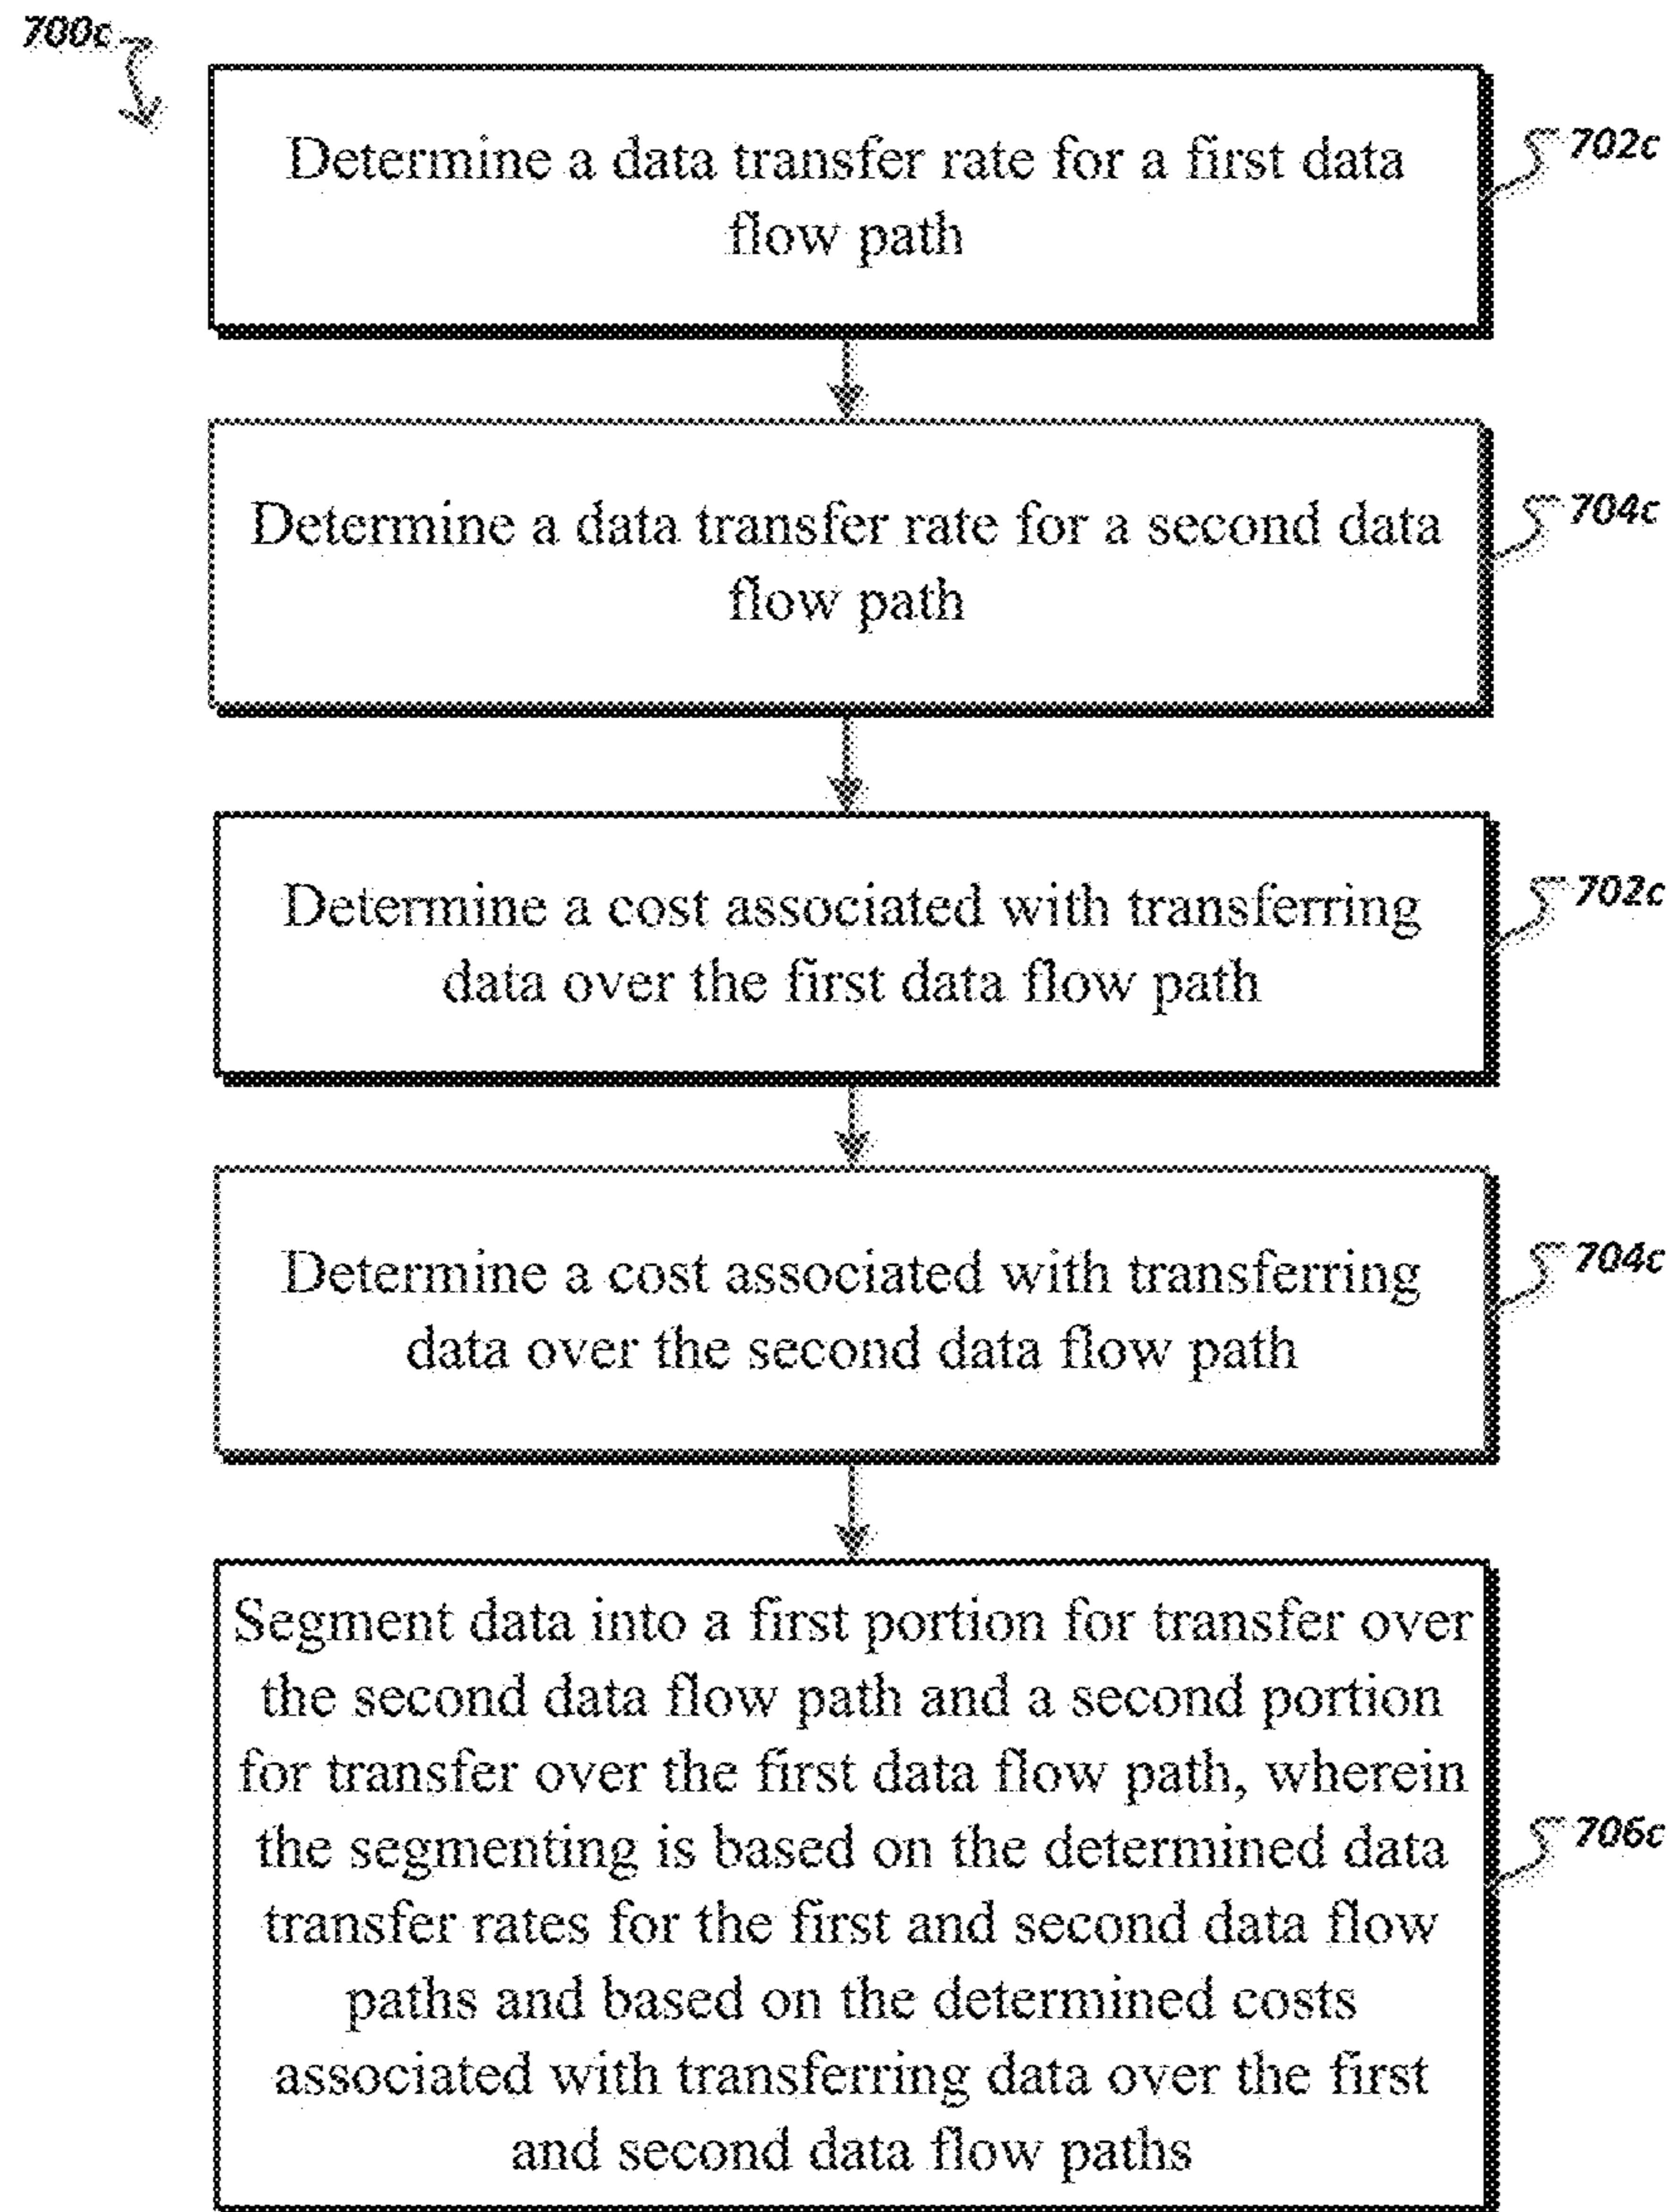 700c
Determine a data transfer rate for a first data
flow path
702c
Determine a data transfer rate for a second data
flow path
704c
Determine a cost associated with transferring
data over the first data flow path
702c
Determine a cost associated with transferring
data over the second data flow path
704c
Segment data into a first portion for transfer over
the second data flow path and a second portion
for transfer over the first data flow path, wherein
the segmenting is based on the determined data
transfer rates for the first and second data flow
paths and based on the determined costs
associated with transferring data over the first
and second data flow paths
706c